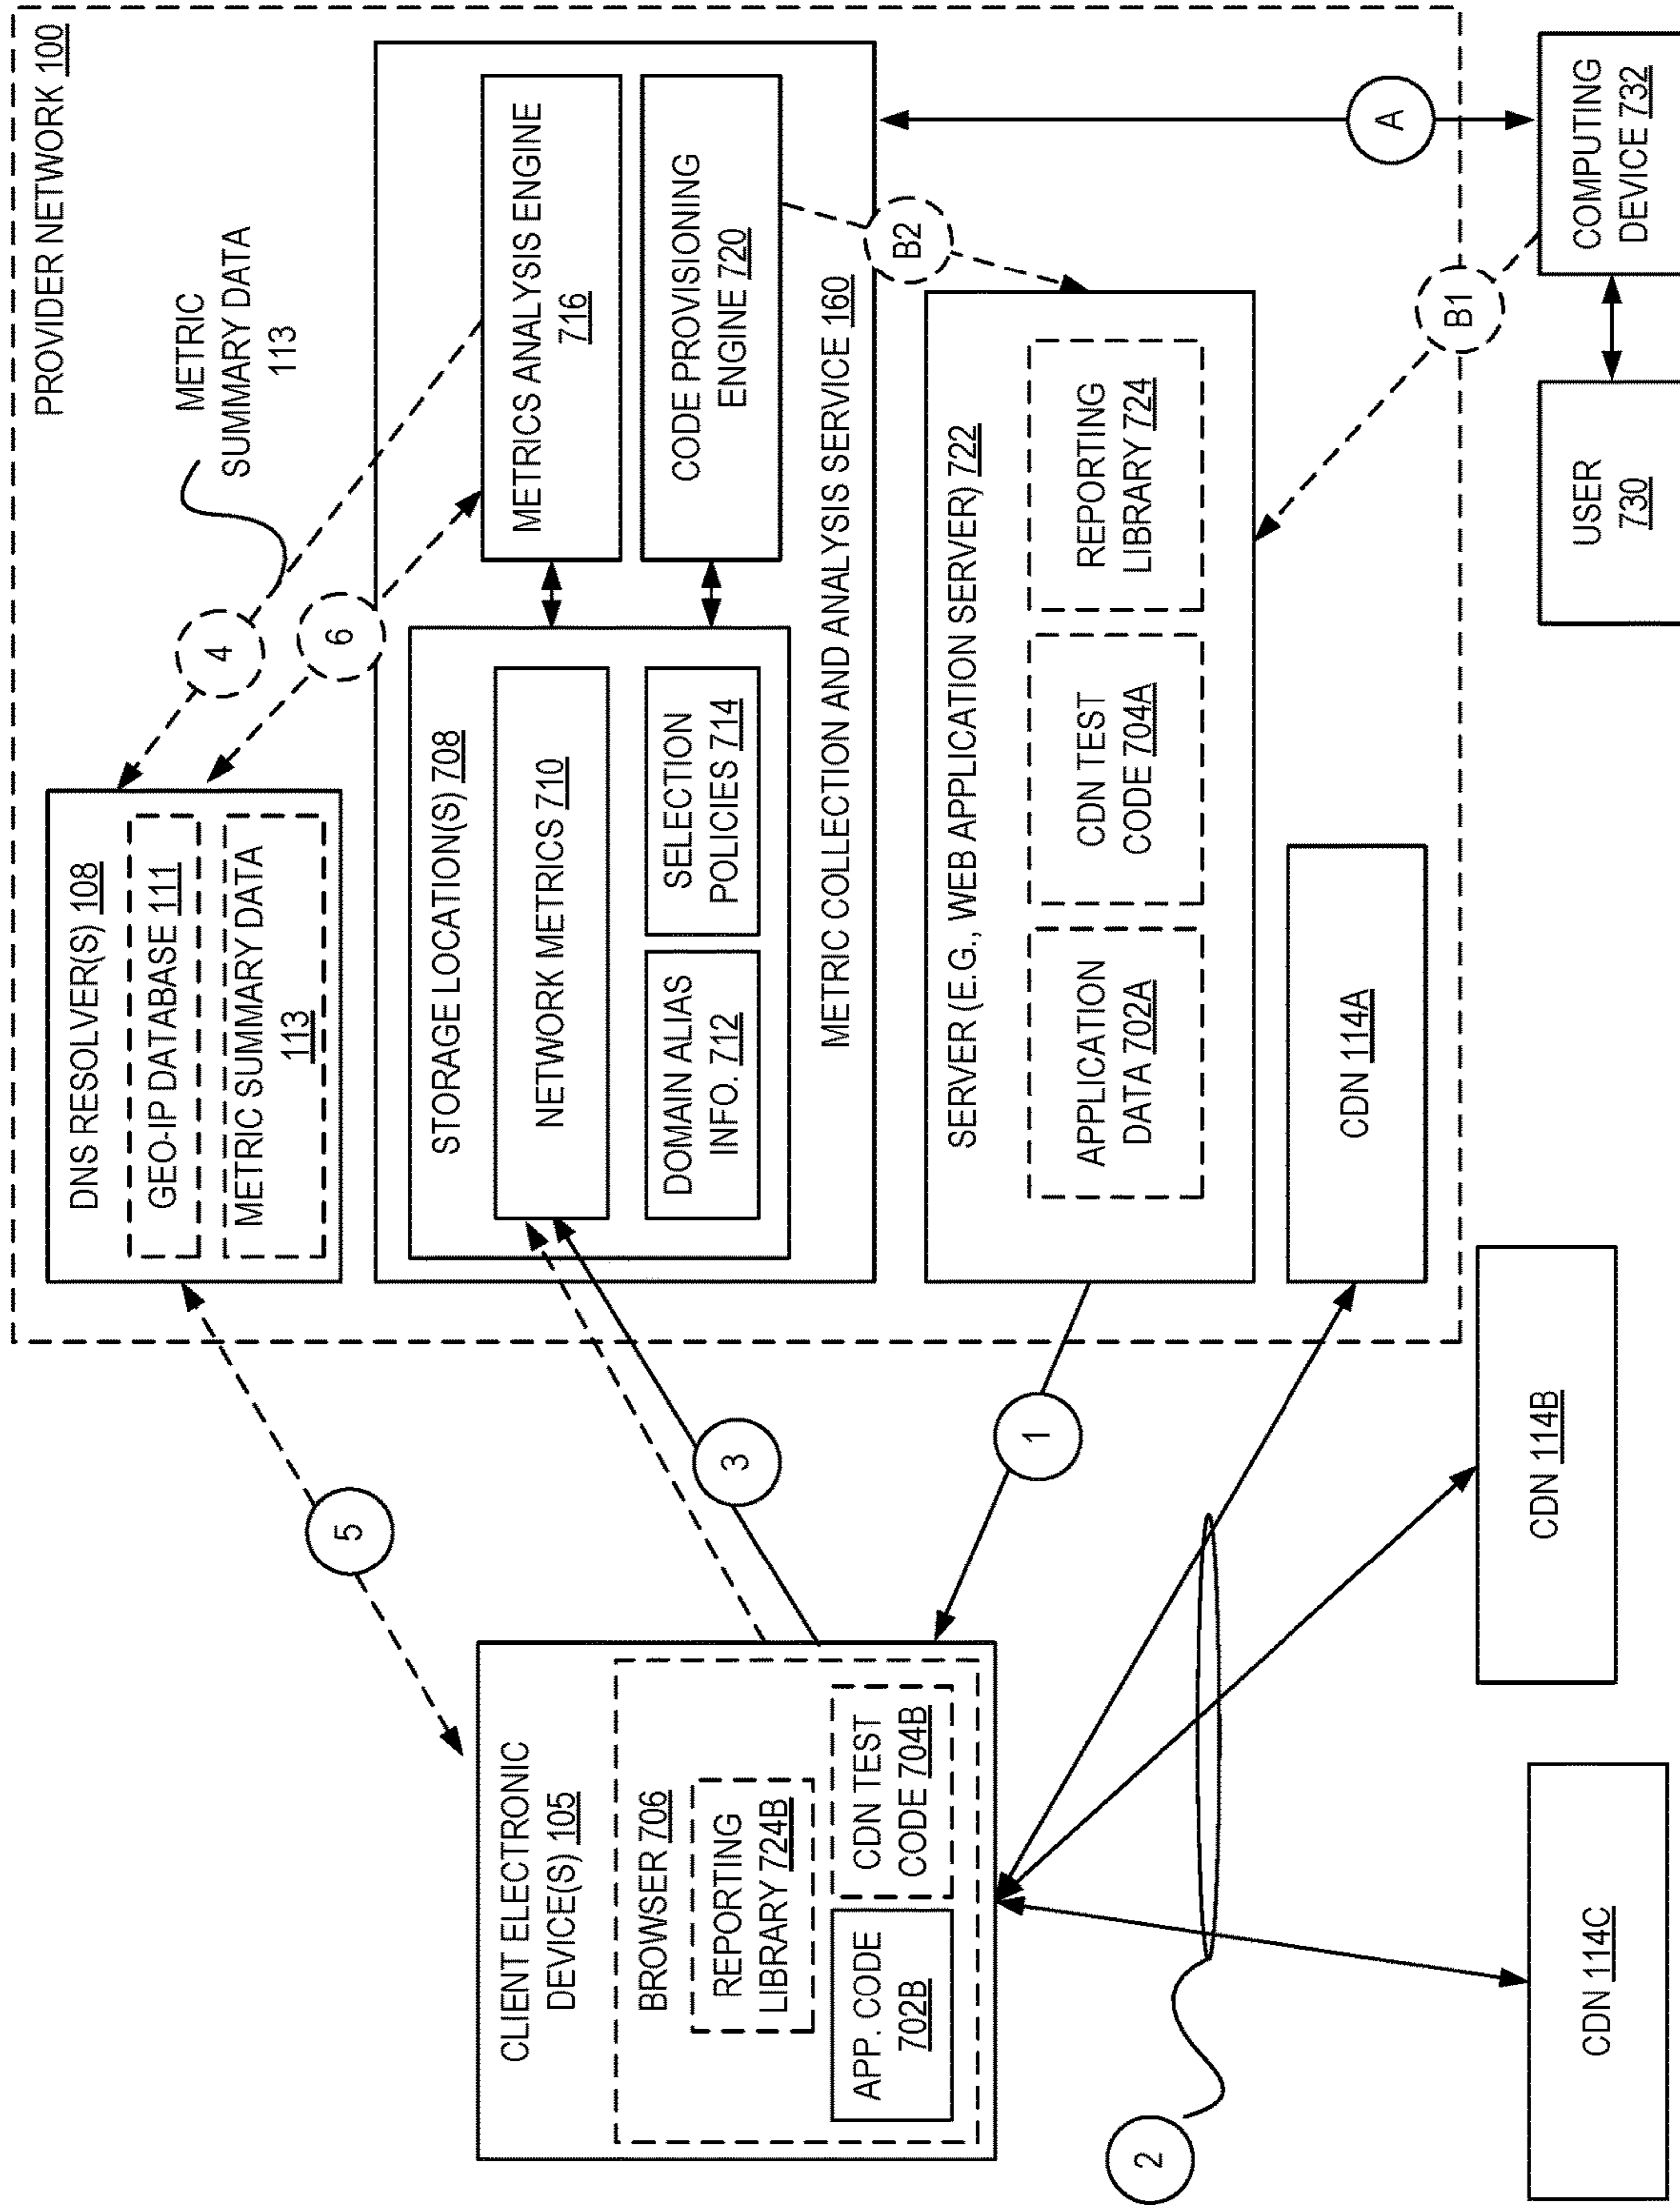 PROVIDER NETWORK 100
DNS RESOLVER(S) 108
GEO-IP DATABASE 111
METRIC SUMMARY DATA
113
METRIC
SUMMARY DATA
113
4
6
5
STORAGE LOCATION(S) 708
NETWORK METRICS 710
DOMAIN ALIAS
INFO. 712
SELECTION
POLICIES 714
METRICS ANALYSIS ENGINE
716
CODE PROVISIONING
ENGINE 720
METRIC COLLECTION AND ANALYSIS SERVICE 160
B2
A
CLIENT ELECTRONIC
DEVICE(S) 105
BROWSER 706
REPORTING
LIBRARY 724B
APP. CODE
702B
CDN TEST
CODE 704B
3
1
SERVER (E.G., WEB APPLICATION SERVER) 722
APPLICATION
DATA 702A
CDN TEST
CODE 704A
REPORTING
LIBRARY 724
B1
2
CDN 114A
CDN 114B
CDN 114C
USER
730
COMPUTING
DEVICE 732